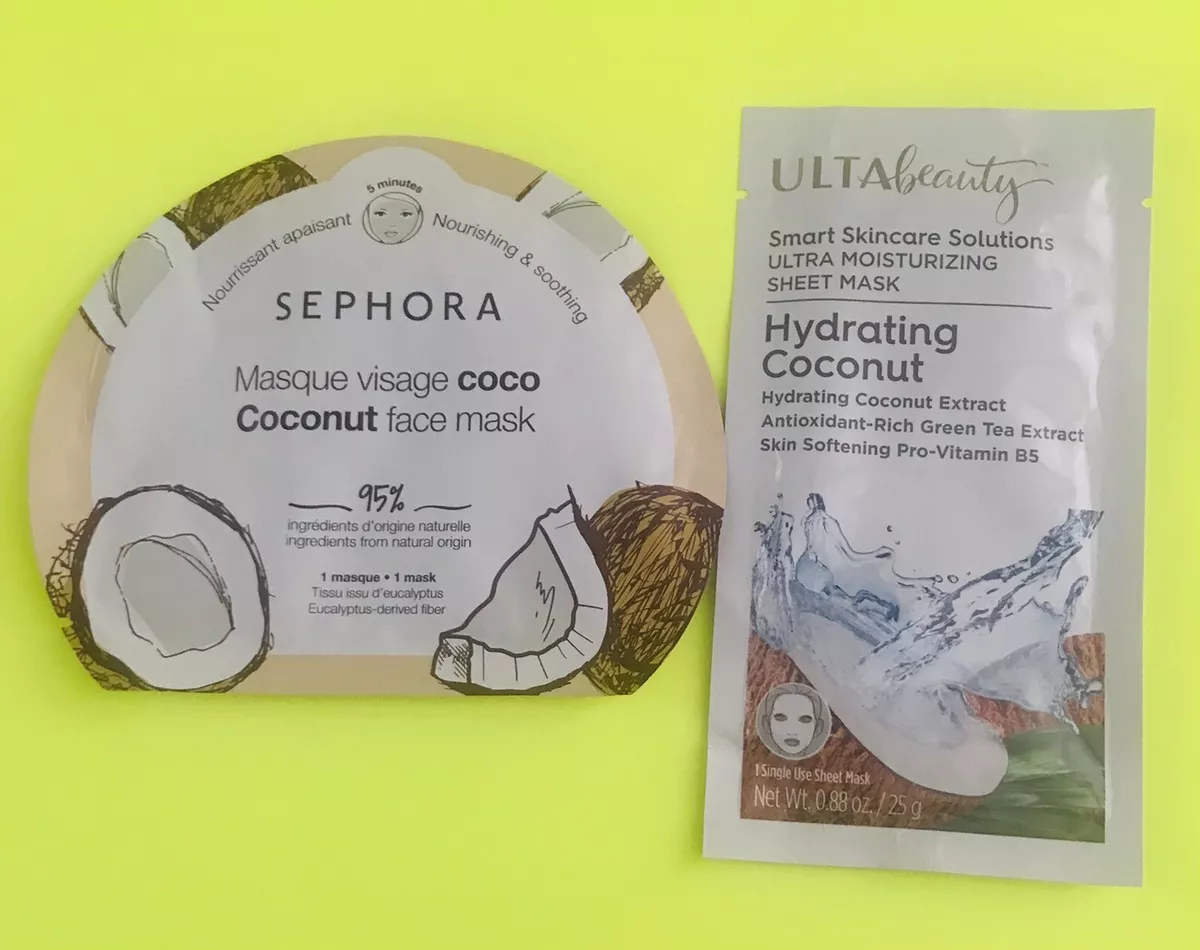 5 minutes
Nourrissant apaisant
Nourishing & soothing
SEPHORA
Masque visage coco
Coconut face mask
95%
ingrédients d'origine naturelle
ingredients from natural origin
1 masque • 1 mask
Tissu issu d'eucalyptus
Eucalyptus-derived fiber
ULTA beauty™
Smart Skincare Solutions
ULTRA MOISTURIZING
SHEET MASK
Hydrating
Coconut
Hydrating Coconut Extract
Antioxidant-Rich Green Tea Extract
Skin Softening Pro-Vitamin B5
1 Single Use Sheet Mask
Net Wt. 0.88 oz. / 25 g